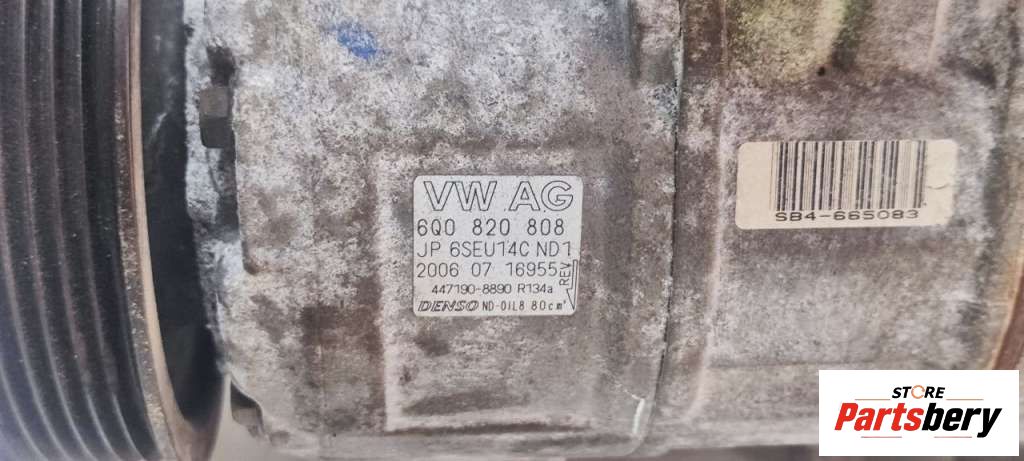 VW AG
6Q0 820 808
JP 6SEU14C ND1
2006 07 16955
REV
447190-8890 R134a
DENSO ND-OIL8 80cm³
SB4-665083
STORE
Partsbery